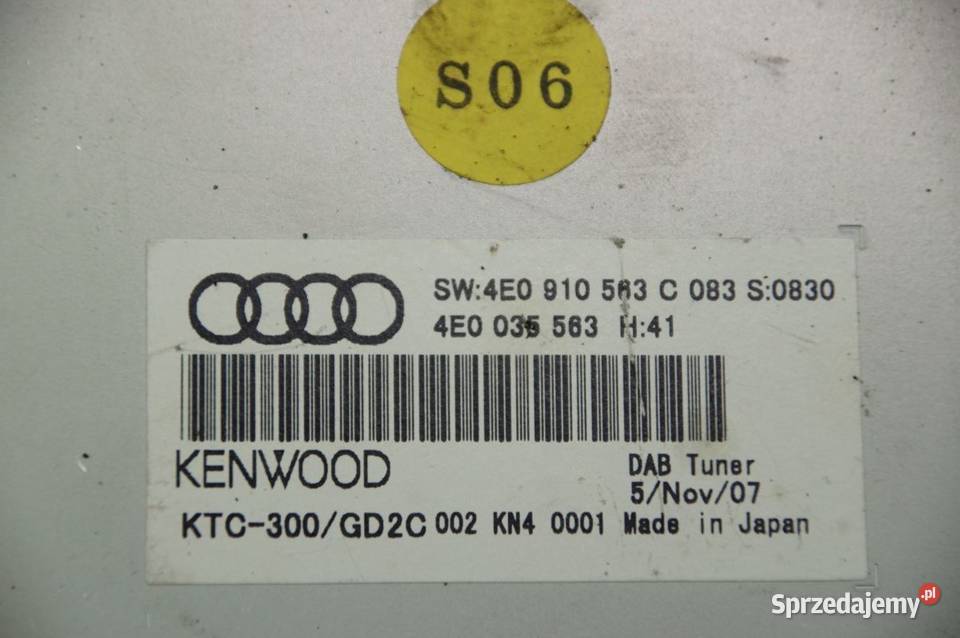 S06
SW:4E0 910 563 C 083 S:0830
4E0 035 563 H:41
KENWOOD
DAB Tuner
5/Nov/07
KTC-300/GD2C 002 KN4 0001 Made in Japan
Sprzedajemy.pl